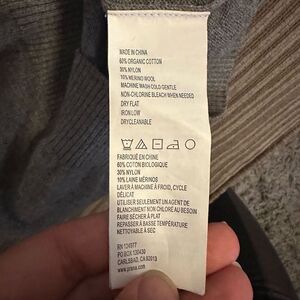 MADE IN CHINA
60% ORGANIC COTTON
30% NYLON
10% MERINO WOOL
MACHINE WASH COLD GENTLE
NON-CHLORINE BLEACH WHEN NEEDED
DRY FLAT
IRON LOW
DRYCLEANABLE
FABRIQUÉ EN CHINE
60% COTON BIOLOGIQUE
30% NYLON
10% LAINE MÉRINOS
LAVER À MACHINE À FROID, CYCLE
DÉLICAT
UTILISER SEULEMENT UN AGENT DE
BLANCHIMENT NON CHLORÉ AU BESOIN
FAIRE SÉCHER À PLAT
REPASSER À BASSE TEMPÉRATURE
NETTOYABLE À SEC
RN 124977
PO BOX 130430
CARLSBAD, CA 92013
www.prana.com